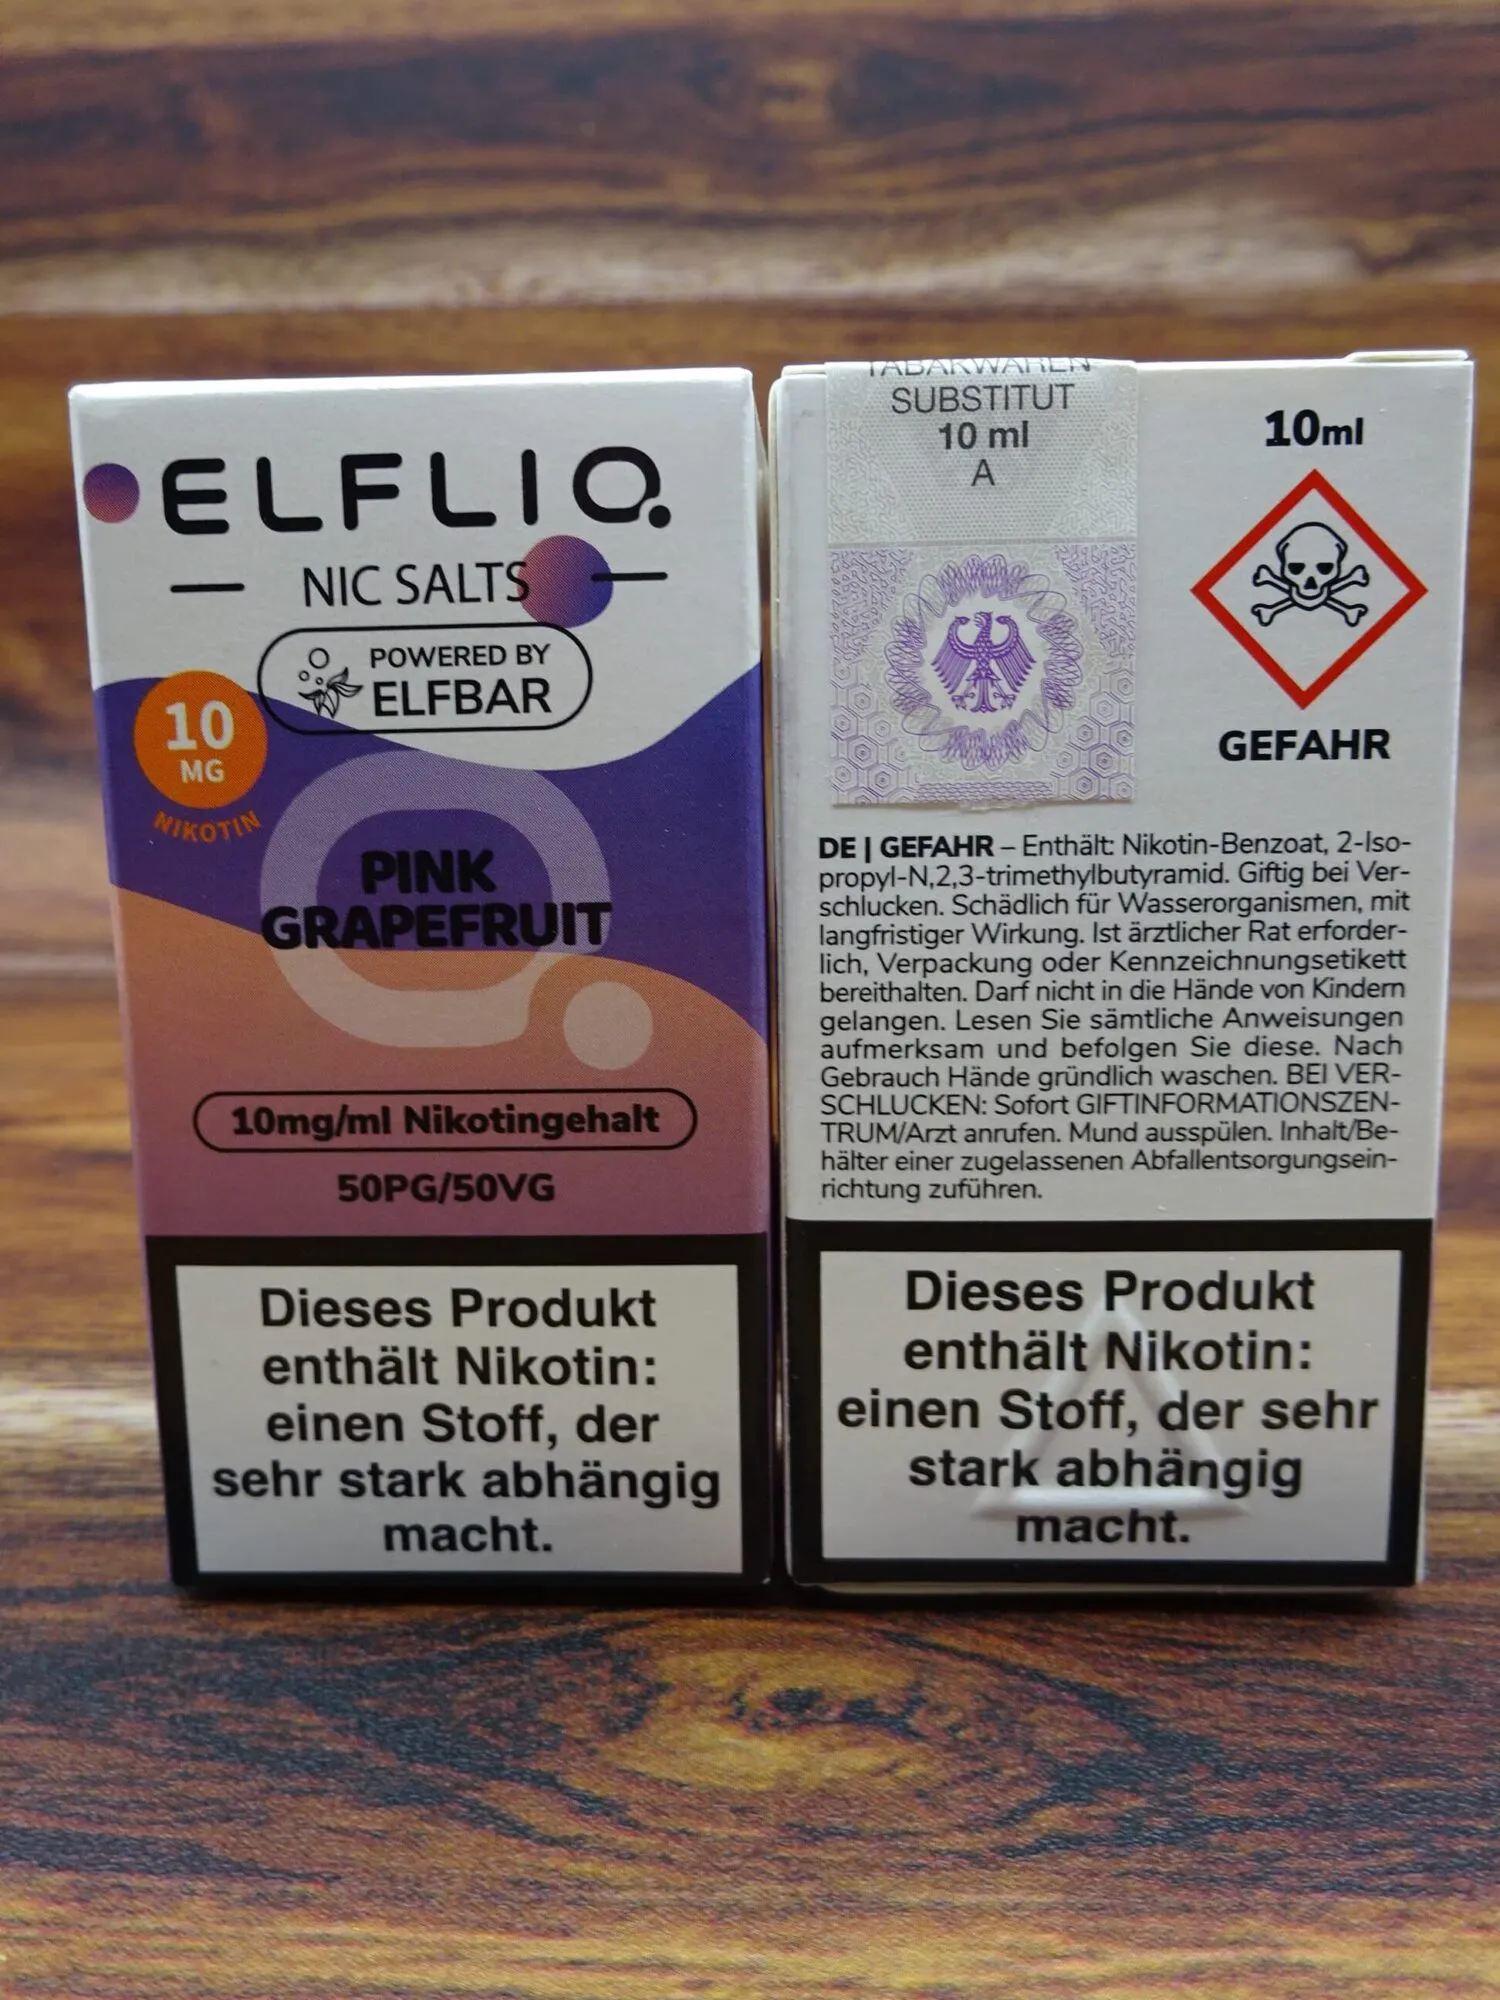 ELFLIQ
NIC SALTS
POWERED BY
ELFBAR
10
MG
NIKOTIN
PINK
GRAPEFRUIT
10mg/ml Nikotingehalt
50PG/50VG
Dieses Produkt
enthält Nikotin:
einen Stoff, der
sehr stark abhängig
macht.
TABAKWAREN
SUBSTITUT
10 ml
A
10ml
GEFAHR
DE | GEFAHR – Enthält: Nikotin-Benzoat, 2-Iso-
propyl-N,2,3-trimethylbutyramid. Giftig bei Ver-
schlucken. Schädlich für Wasserorganismen, mit
langfristiger Wirkung. Ist ärztlicher Rat erforder-
lich, Verpackung oder Kennzeichnungsetikett
bereithalten. Darf nicht in die Hände von Kindern
gelangen. Lesen Sie sämtliche Anweisungen
aufmerksam und befolgen Sie diese. Nach
Gebrauch Hände gründlich waschen. BEI VER-
SCHLUCKEN: Sofort GIFTINFORMATIONSZEN-
TRUM/Arzt anrufen. Mund ausspülen. Inhalt/Be-
hälter einer zugelassenen Abfallentsorgungsein-
richtung zuführen.
Dieses Produkt
enthält Nikotin:
einen Stoff, der sehr
stark abhängig
macht.